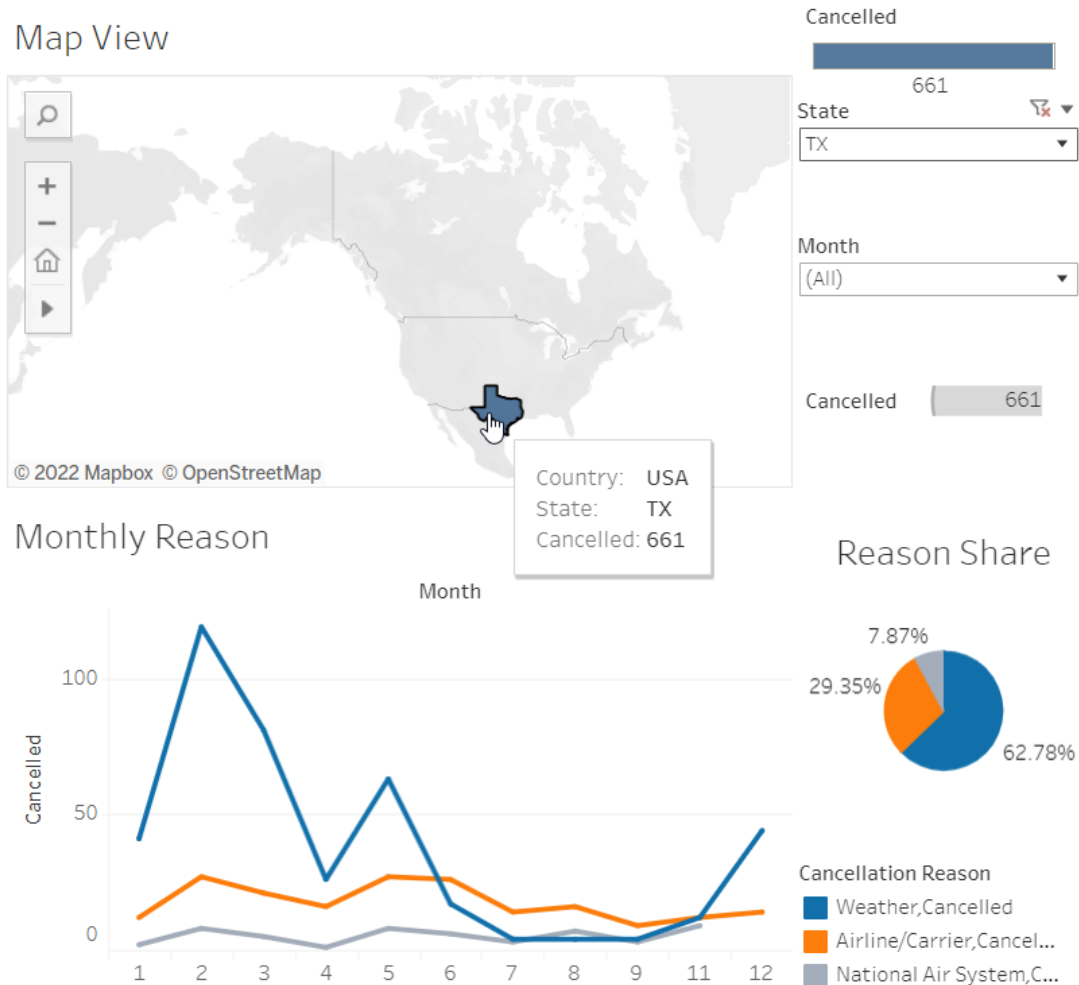 Map View
Cancelled
661
State
TX
Month
(All)
Cancelled 661
© 2022 Mapbox © OpenStreetMap
Country: USA
State: TX
Cancelled: 661
Monthly Reason
Month
Cancelled
100
50
0
1 2 3 4 5 6 7 8 9 11 12
Reason Share
7.87%
29.35%
62.78%
Cancellation Reason
Weather,Cancelled
Airline/Carrier,Cancel...
National Air System,C...